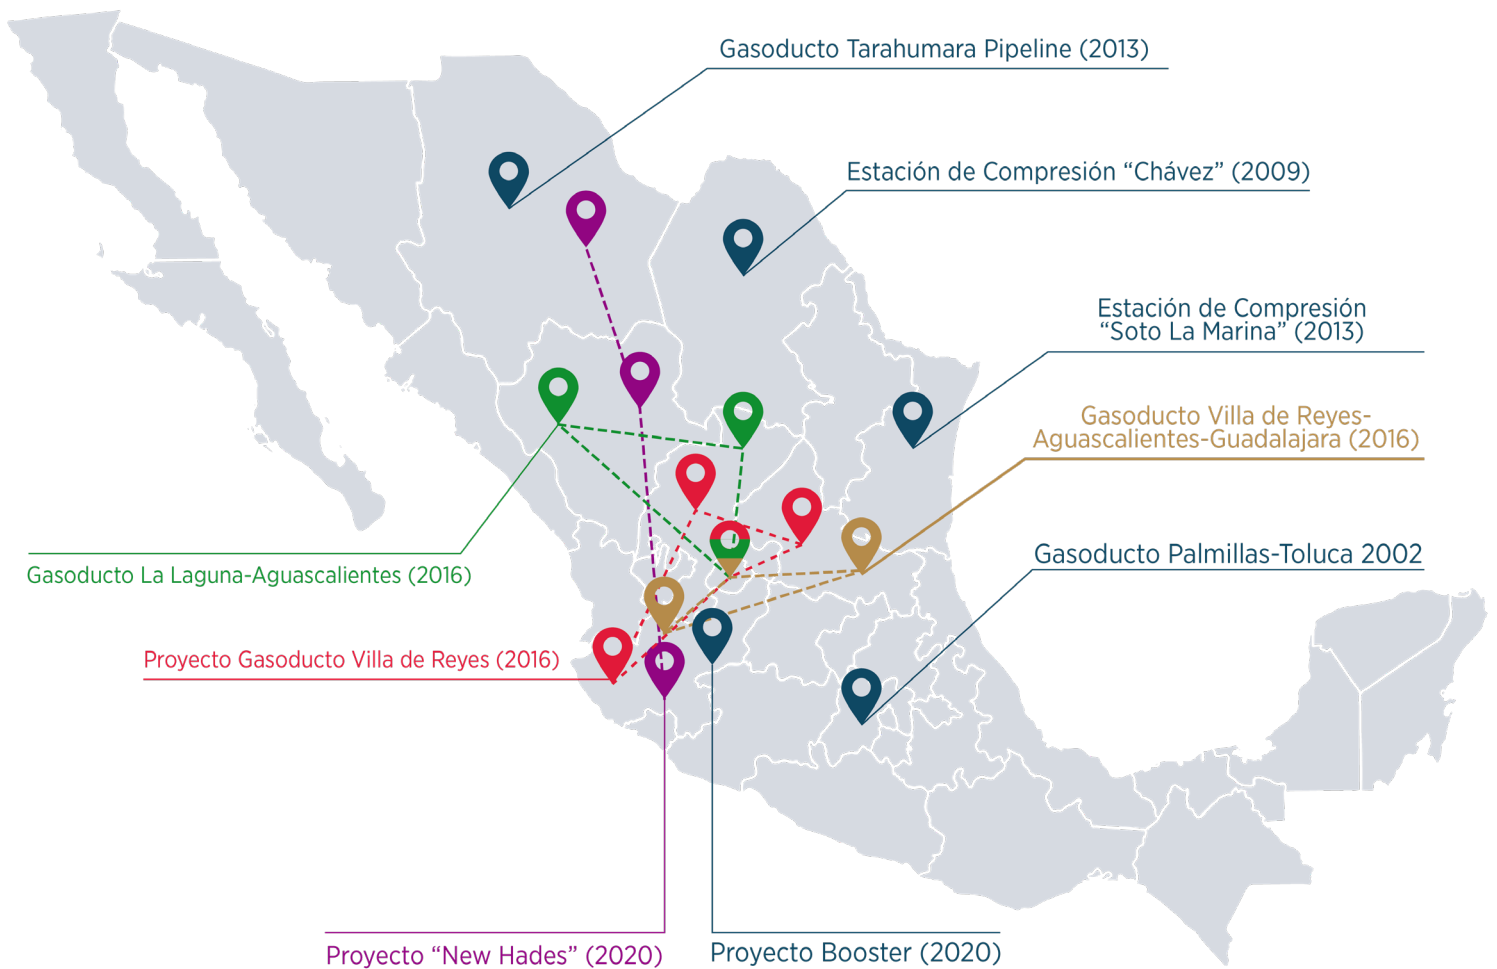 Gasoducto Tarahumara Pipeline (2013)
Estación de Compresión “Chávez” (2009)
Estación de Compresión
“Soto La Marina” (2013)
Gasoducto Villa de Reyes-
Aguascalientes-Guadalajara (2016)
Gasoducto Palmillas-Toluca 2002
Gasoducto La Laguna-Aguascalientes (2016)
Proyecto Gasoducto Villa de Reyes (2016)
Proyecto “New Hades” (2020)
Proyecto Booster (2020)